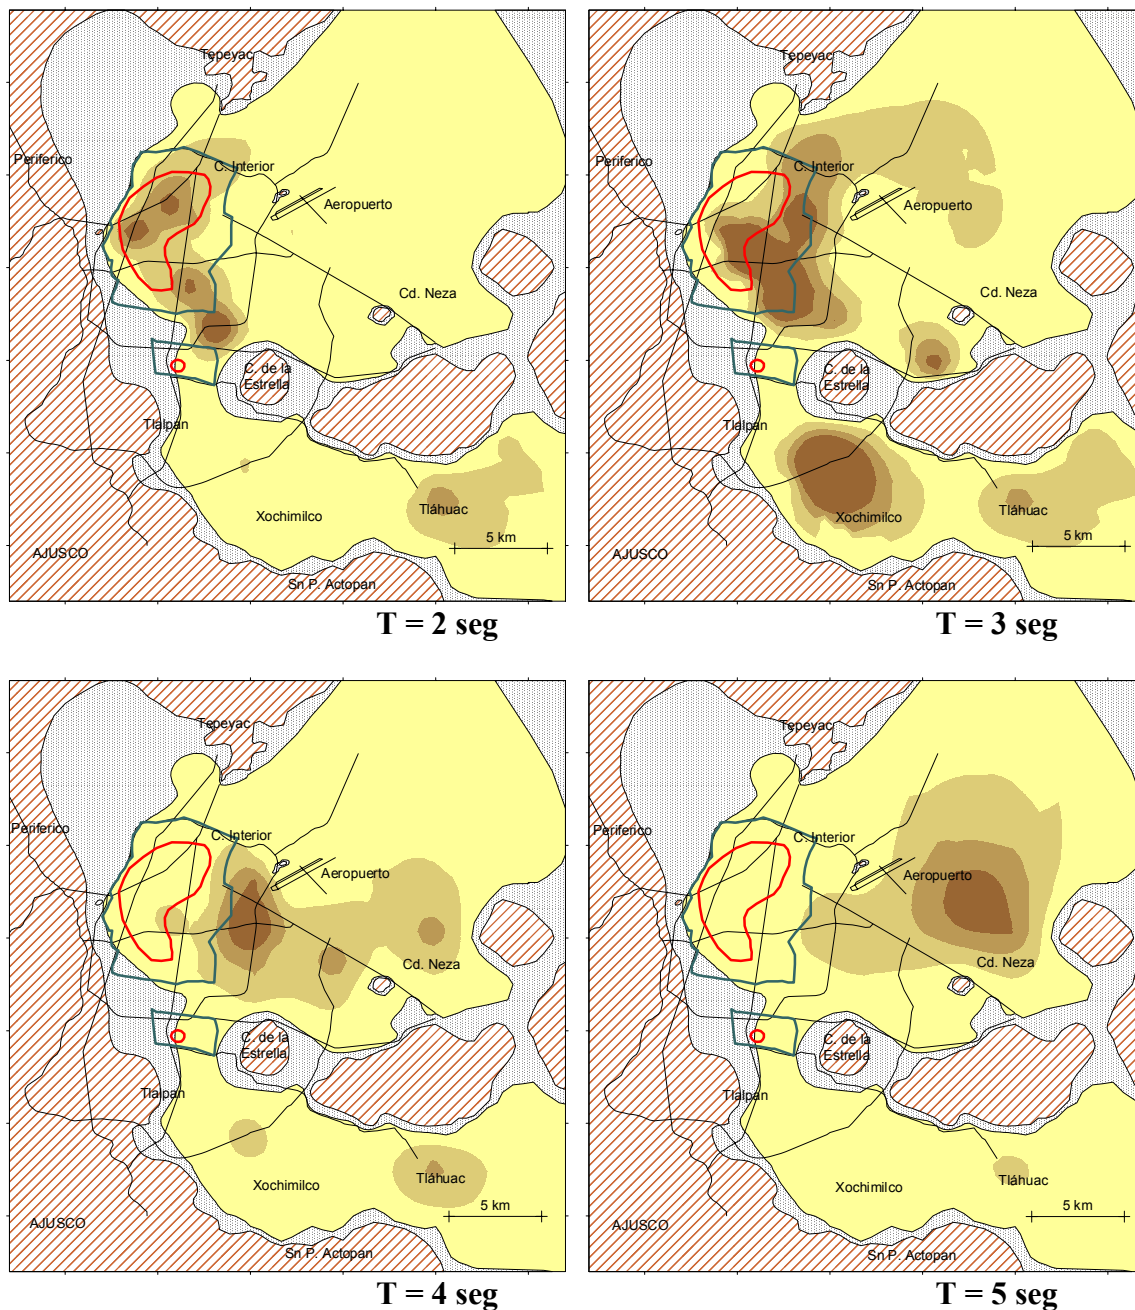 Tepeyac
Periferico
C. Interior
Aeropuerto
Cd. Neza
C. de la
Estrella
Tlalpan
Tláhuac
Xochimilco
5 km
AJUSCO
Sn P. Actopan
T = 2 seg
Tepeyac
Periferico
C. Interior
Aeropuerto
Cd. Neza
C. de la
Estrella
Tlalpan
Tláhuac
Xochimilco
5 km
AJUSCO
Sn P. Actopan
T = 3 seg
Tepeyac
Periferico
C. Interior
Aeropuerto
Cd. Neza
C. de la
Estrella
Tlalpan
Tláhuac
Xochimilco
5 km
AJUSCO
Sn P. Actopan
T = 4 seg
Tepeyac
Periferico
C. Interior
Aeropuerto
Cd. Neza
C. de la
Estrella
Tlalpan
Tláhuac
Xochimilco
5 km
AJUSCO
Sn P. Actopan
T = 5 seg